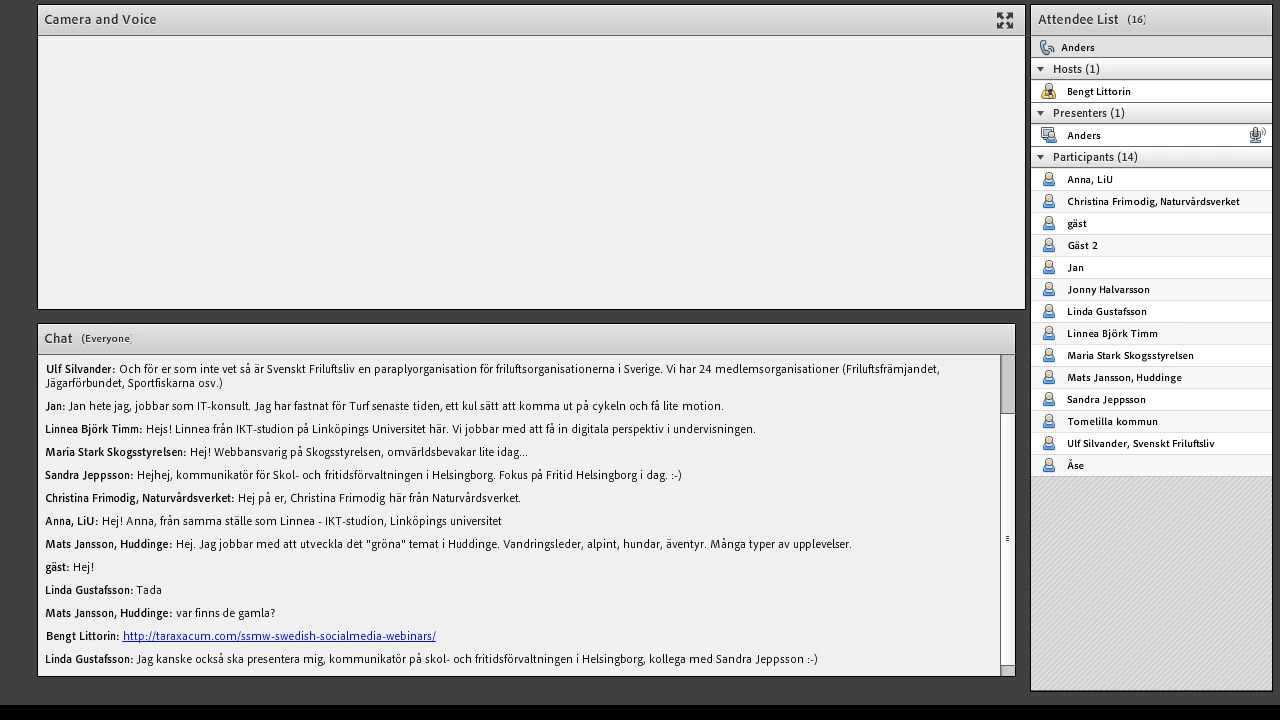 Camera and Voice
Chat (Everyone)
Ulf Silvander: Och för er som inte vet så är Svenskt Friluftsliv en paraplyorganisation för friluftsorganisationerna i Sverige. Vi har 24 medlemsorganisationer (Friluftsfrämjandet,
Jägarförbundet, Sportfiskarna osv.)
Jan: Jan hete jag, jobbar som IT-konsult. Jag har fastnat för Turf senaste tiden, ett kul sätt att komma ut på cykeln och få lite motion.
Linnea Björk Timm: Hejs! Linnea från IKT-studion på Linköpings Universitet här. Vi jobbar med att få in digitala perspektiv i undervisningen.
Maria Stark Skogsstyrelsen: Hej! Webbansvarig på Skogsstyrelsen, omvärldsbevakar lite idag...
Sandra Jeppsson: Hejhej, kommunikatör för Skol- och fritidsförvaltningen i Helsingborg. Fokus på Fritid Helsingborg i dag. :-)
Christina Frimodig, Naturvårdsverket: Hej på er, Christina Frimodig här från Naturvårdsverket.
Anna, LiU: Hej! Anna, från samma ställe som Linnea - IKT-studion, Linköpings universitet
Mats Jansson, Huddinge: Hej. Jag jobbar med att utveckla det "gröna" temat i Huddinge. Vandringsleder, alpint, hundar, äventyr. Många typer av upplevelser.
gäst: Hej!
Linda Gustafsson: Tada
Mats Jansson, Huddinge: var finns de gamla?
Bengt Littorin: http://taraxacum.com/ssmw-swedish-socialmedia-webinars/
Linda Gustafsson: Jag kanske också ska presentera mig, kommunikatör på skol- och fritidsförvaltningen i Helsingborg, kollega med Sandra Jeppsson :-)
Attendee List (16)
Anders
Hosts (1)
Bengt Littorin
Presenters (1)
Anders
Participants (14)
Anna, LiU
Christina Frimodig, Naturvårdsverket
gäst
Gäst 2
Jan
Jonny Halvarsson
Linda Gustafsson
Linnea Björk Timm
Maria Stark Skogsstyrelsen
Mats Jansson, Huddinge
Sandra Jeppsson
Tomelilla kommun
Ulf Silvander, Svenskt Friluftsliv
Åse